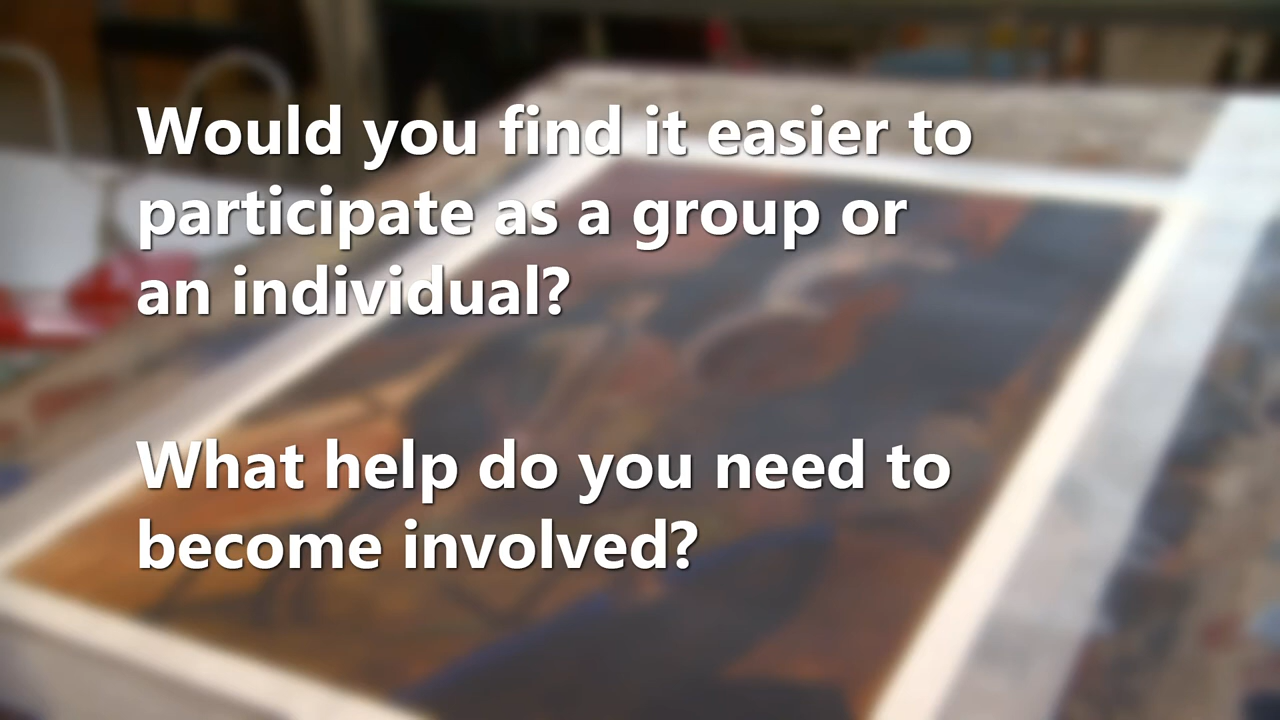 Would you find it easier to
participate as a group or
an individual?
What help do you need to
become involved?